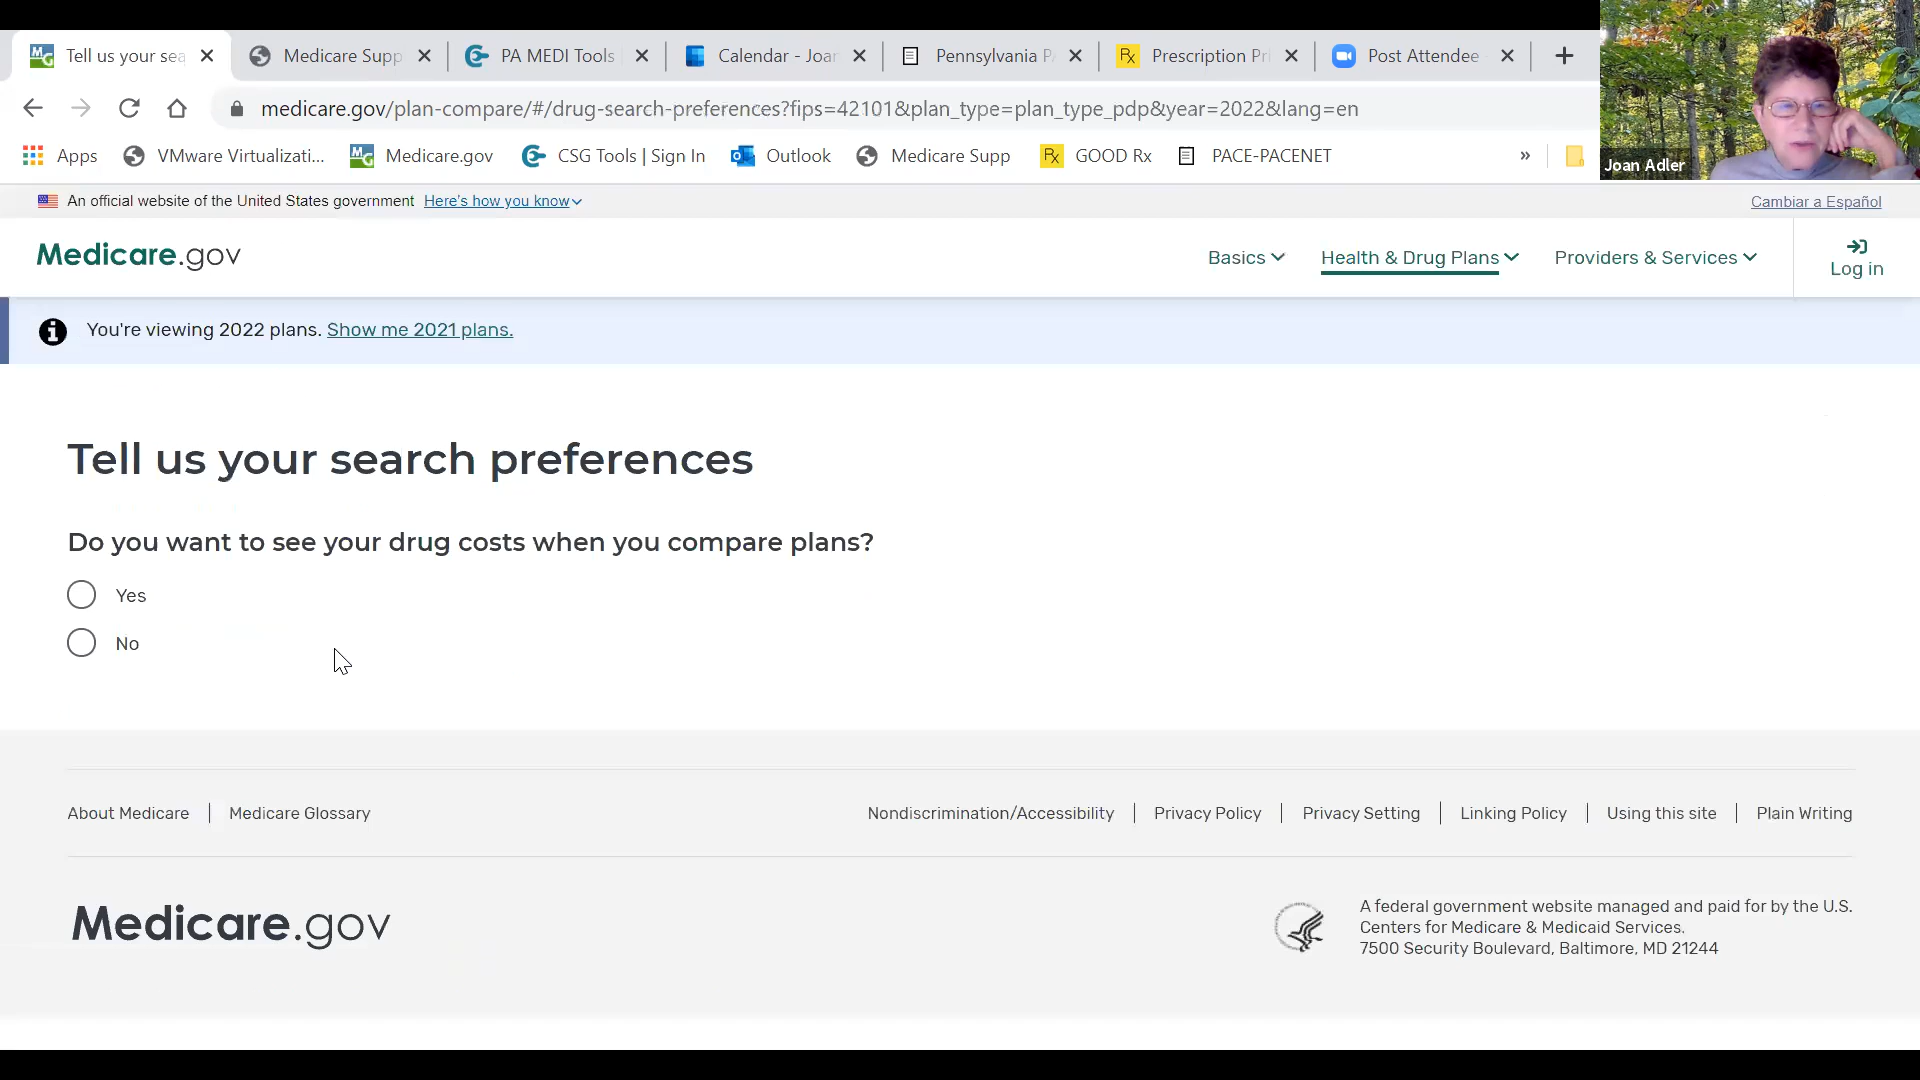 Tell us your sea
Medicare Supp
PA MEDI Tools
Calendar - Joan
Pennsylvania PA
Prescription Pri
Post Attendee -
medicare.gov/plan-compare/#/drug-search-preferences?fips=42101&plan_type=plan_type_pdp&year=2022&lang=en
Apps
VMware Virtualizati...
Medicare.gov
CSG Tools | Sign In
Outlook
Medicare Supp
GOOD Rx
PACE-PACENET
»
Joan Adler
An official website of the United States government Here's how you know
Cambiar a Español
Medicare.gov
Basics
Health & Drug Plans
Providers & Services
Log in
You're viewing 2022 plans. Show me 2021 plans.
Tell us your search preferences
Do you want to see your drug costs when you compare plans?
Yes
No
About Medicare | Medicare Glossary
Nondiscrimination/Accessibility | Privacy Policy | Privacy Setting | Linking Policy | Using this site | Plain Writing
Medicare.gov
A federal government website managed and paid for by the U.S.
Centers for Medicare & Medicaid Services.
7500 Security Boulevard, Baltimore, MD 21244